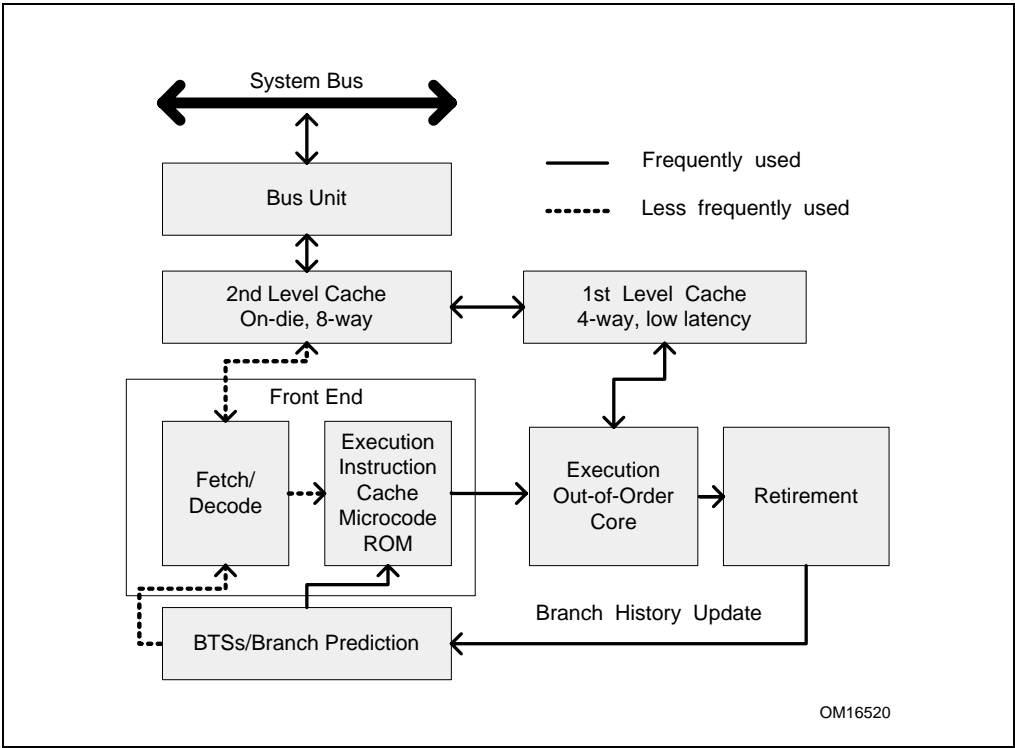 System Bus
Frequently used
Bus Unit
Less frequently used
2nd Level Cache
On-die, 8-way
1st Level Cache
4-way, low latency
Front End
Fetch/
Decode
Execution
Instruction
Cache
Microcode
ROM
Execution
Out-of-Order
Core
Retirement
Branch History Update
BTSs/Branch Prediction
OM16520